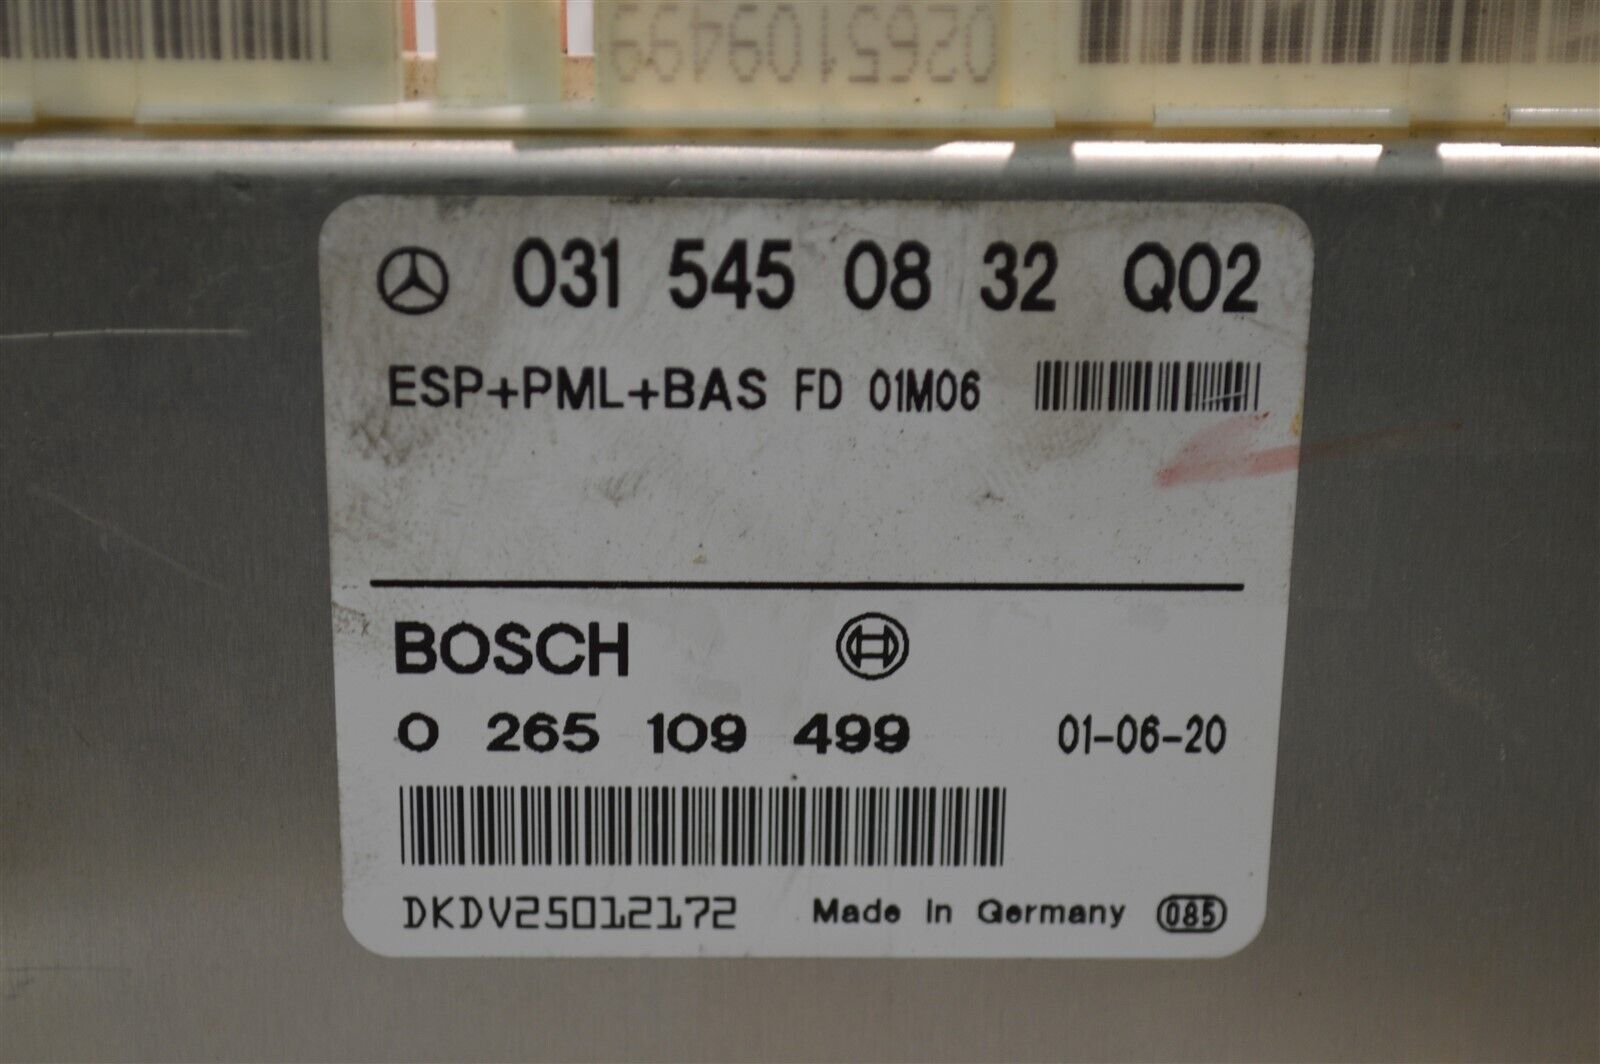 0265109499
031 545 08 32 Q02
ESP+PML+BAS FD 01M06
BOSCH
0 265 109 499 01-06-20
DKDV25012172 Made in Germany 085